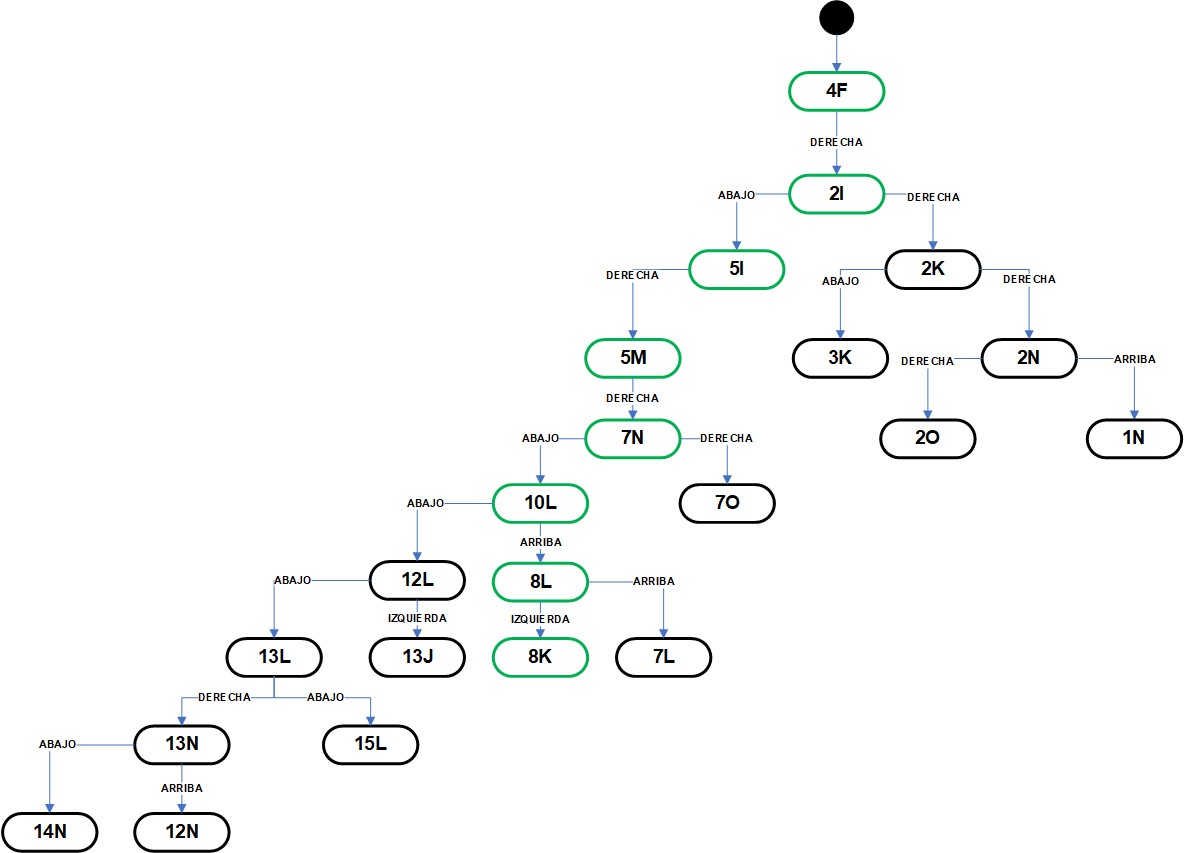 4F
DERECHA
2I
ABAJO
DERECHA
5I
2K
DERECHA
ABAJO
DERECHA
5M
3K
2N
DERECHA
ARRIBA
DERECHA
7N
2O
1N
ABAJO
DERECHA
10L
7O
ABAJO
ARRIBA
12L
8L
ABAJO
ARRIBA
IZQUIERDA
IZQUIERDA
13L
13J
8K
7L
DERECHA
ABAJO
13N
15L
ABAJO
ARRIBA
14N
12N